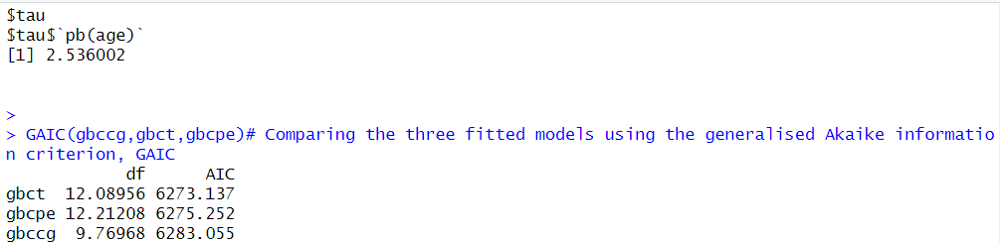 $tau
$tau$`pb(age)`
[1] 2.536002
>
> GAIC(gbccg,gbct,gbcpe)# Comparing the three fitted models using the generalised Akaike informatio
n criterion, GAIC
            df      AIC
gbct  12.08956 6273.137
gbcpe 12.21208 6275.252
gbccg  9.76968 6283.055